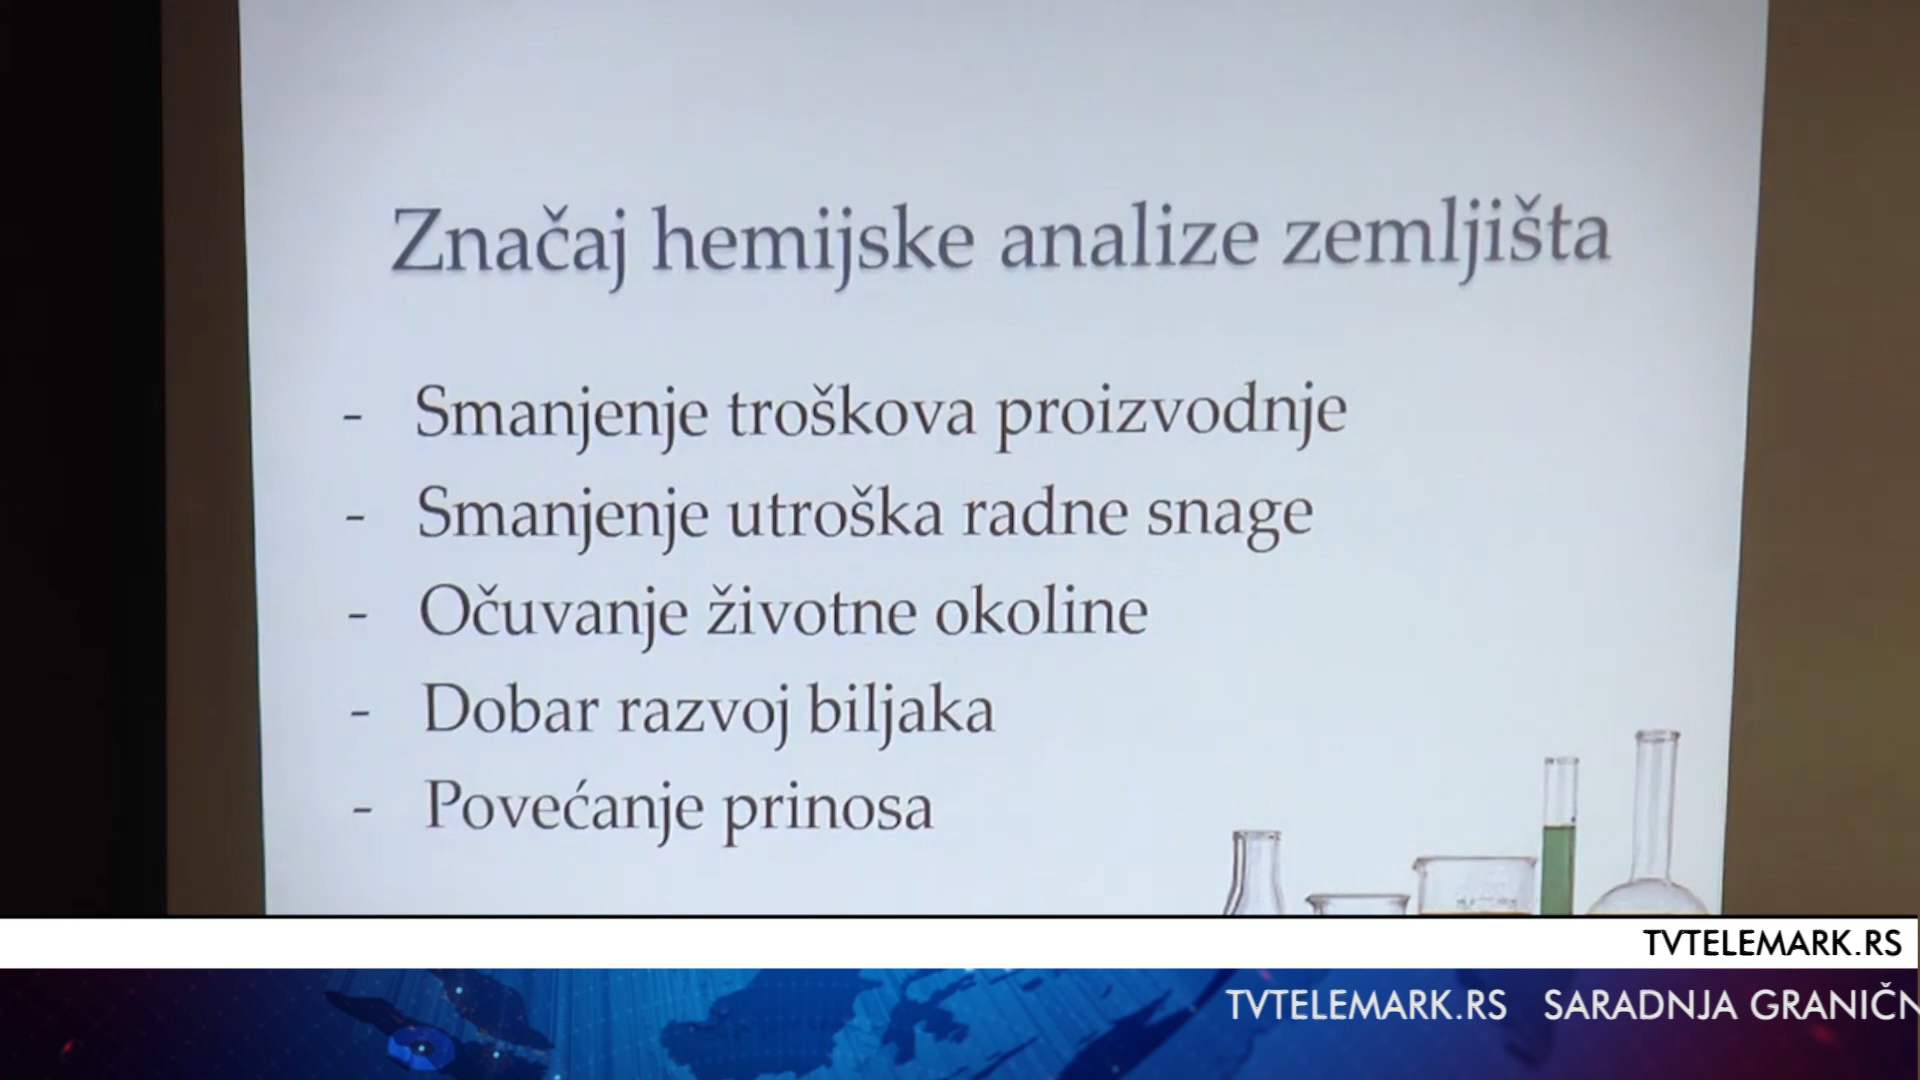 Značaj hemijske analize zemljišta
- Smanjenje troškova proizvodnje
- Smanjenje utroška radne snage
- Očuvanje životne okoline
- Dobar razvoj biljaka
- Povećanje prinosa
TVTELEMARK.RS
TVTELEMARK.RS SARADNJA